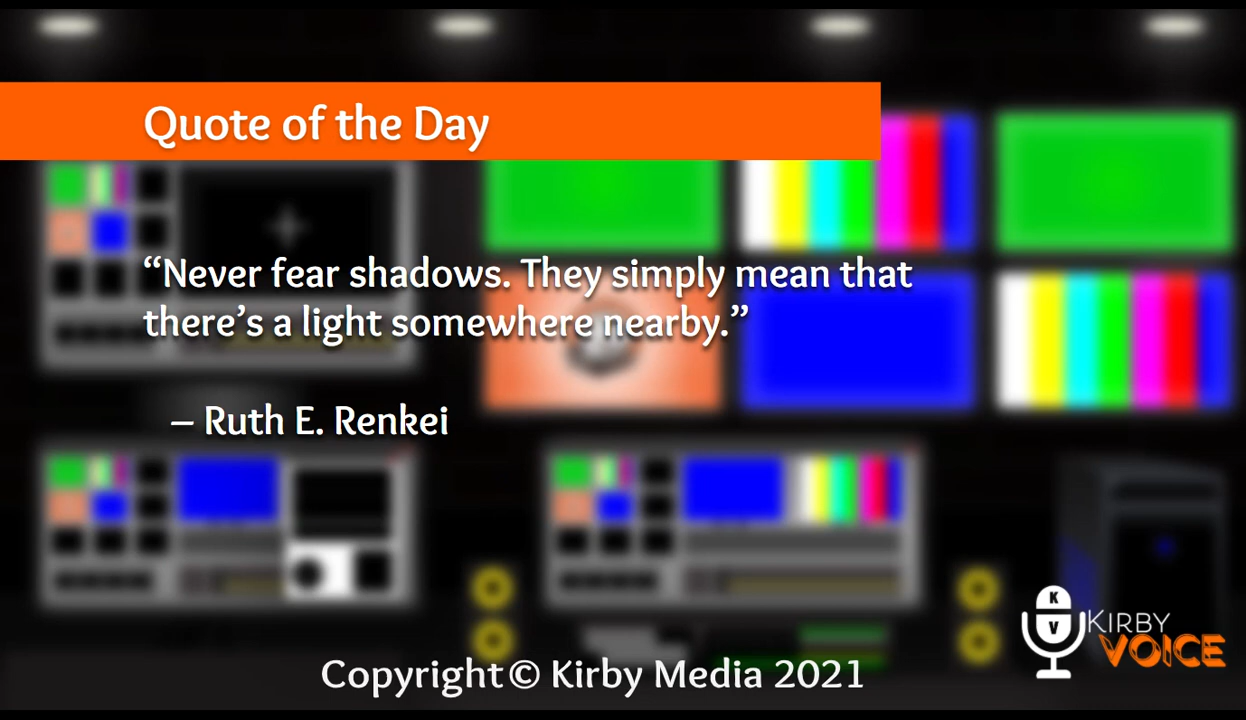 Quote of the Day
“Never fear shadows. They simply mean that
there’s a light somewhere nearby.”
– Ruth E. Renkei
K
V
KIRBY
VOICE
Copyright© Kirby Media 2021